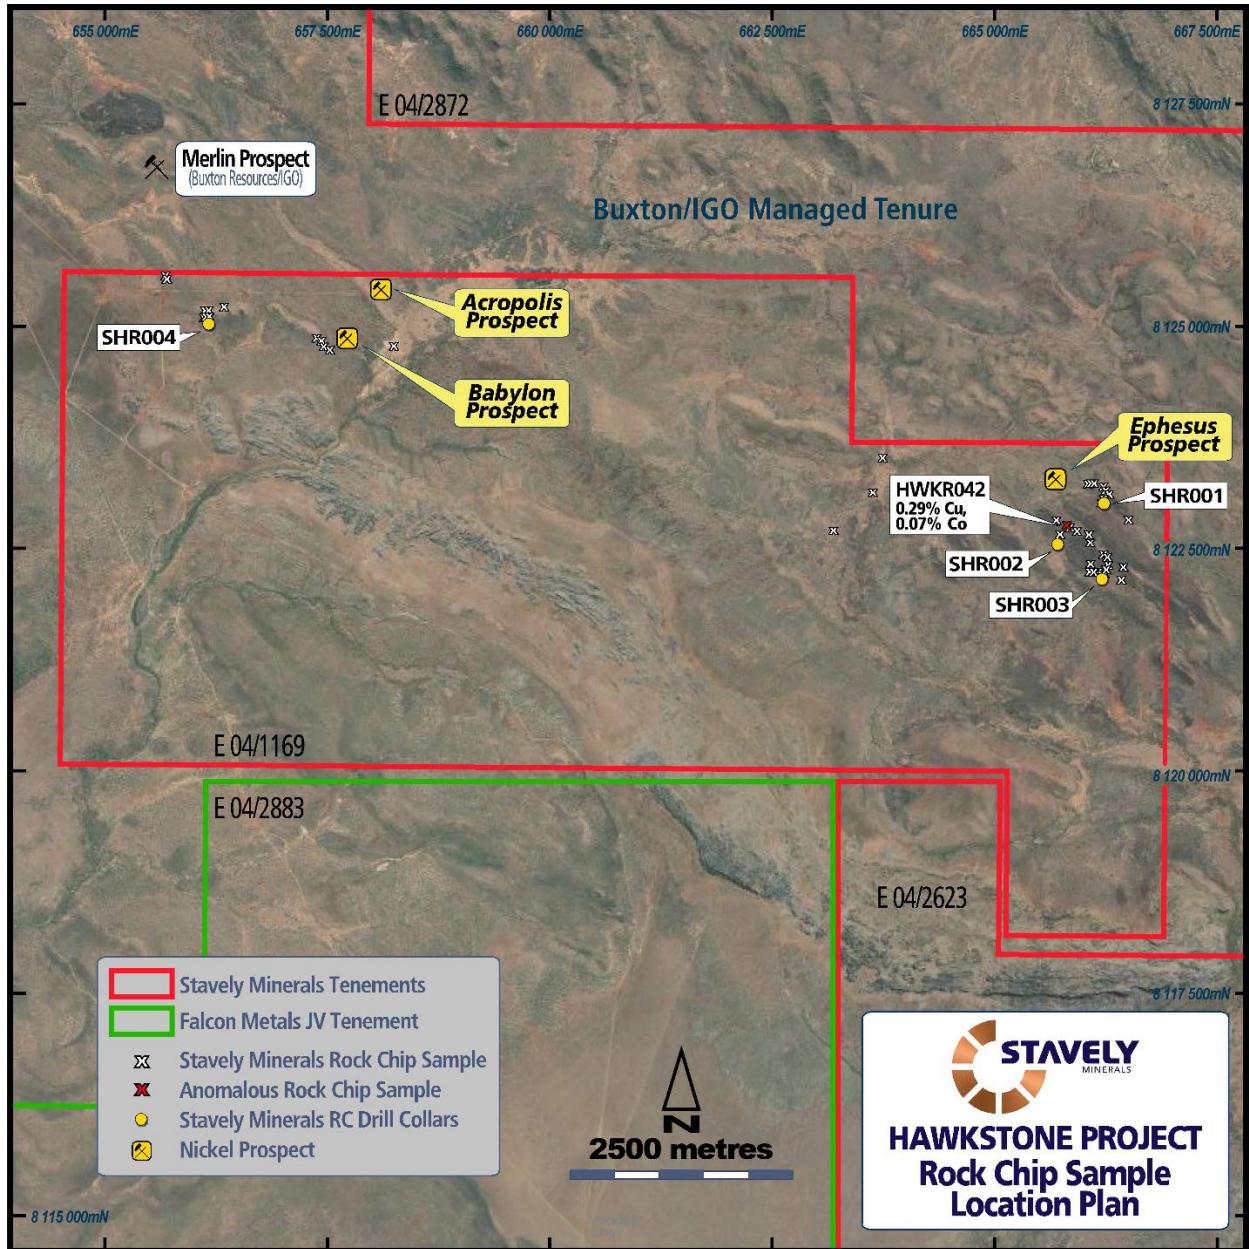 655 000mE
657 500mE
660 000mE
662 500mE
665 000mE
667 500mE
E 04/2872
8 127 500mN
Merlin Prospect
(Buxton Resources/IGO)
Buxton/IGO Managed Tenure
Acropolis
Prospect
SHR004
8 125 000mN
Babylon
Prospect
Ephesus
Prospect
HWKR042
0.29% Cu,
0.07% Co
SHR001
SHR002
8 122 500mN
SHR003
E 04/1169
8 120 000mN
E 04/2883
E 04/2623
Stavely Minerals Tenements
Falcon Metals JV Tenement
Stavely Minerals Rock Chip Sample
Anomalous Rock Chip Sample
Stavely Minerals RC Drill Collars
Nickel Prospect
N
2500 metres
8 117 500mN
STAVELY
MINERALS
HAWKSTONE PROJECT
Rock Chip Sample
Location Plan
8 115 000mN